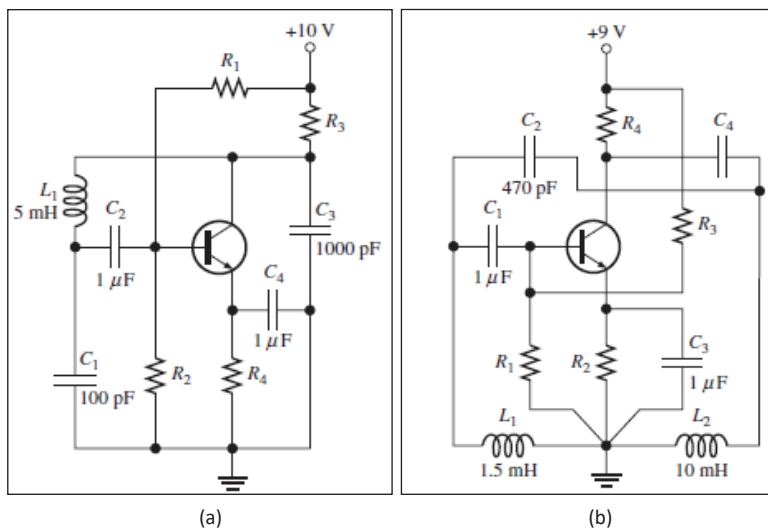 +10 V
R1
R3
L1
5 mH
C2
1 μF
C3
1000 pF
C4
1 μF
C1
100 pF
R2
R4
(a)
+9 V
R4
C2
470 pF
C4
C1
1 μF
R3
R1
R2
C3
1 μF
L1
1.5 mH
L2
10 mH
(b)